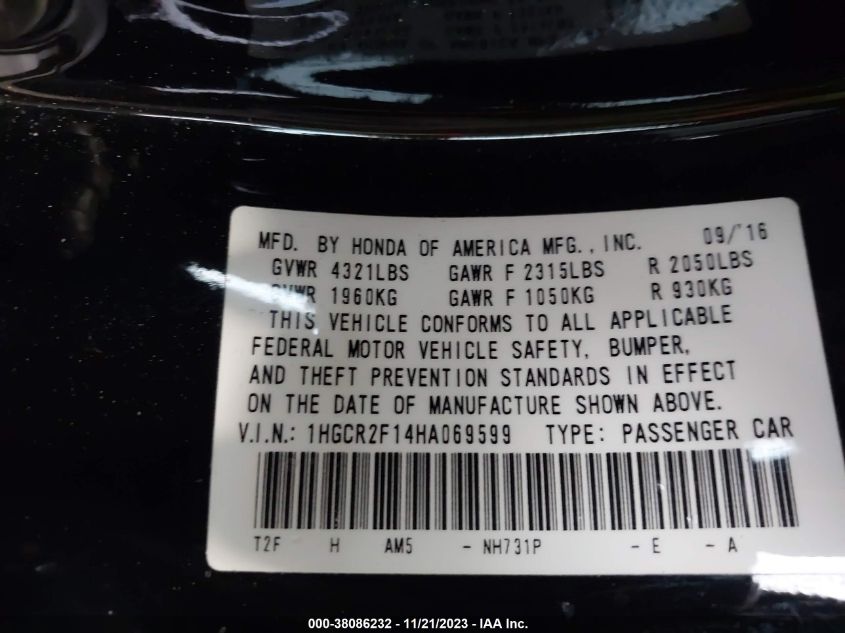 MFD. BY HONDA OF AMERICA MFG., INC. 09/'16
GVWR 4321LBS GAWR F 2315LBS R 2050LBS
GVWR 1960KG GAWR F 1050KG R 930KG
THIS VEHICLE CONFORMS TO ALL APPLICABLE
FEDERAL MOTOR VEHICLE SAFETY, BUMPER,
AND THEFT PREVENTION STANDARDS IN EFFECT
ON THE DATE OF MANUFACTURE SHOWN ABOVE.
V.I.N.: 1HGCR2F14HA069599 TYPE: PASSENGER CAR
T2F H AM5 - NH731P - E - A
000-38086232 - 11/21/2023 - IAA Inc.